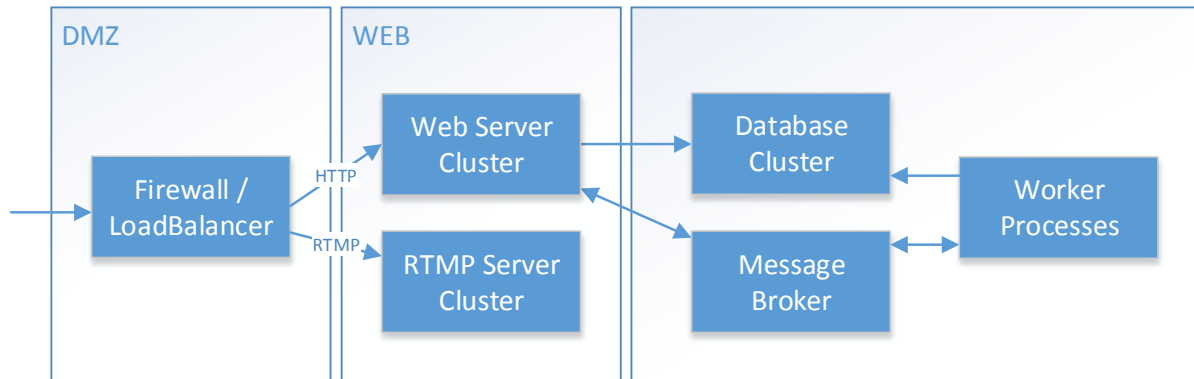 DMZ
WEB
Firewall /
LoadBalancer
HTTP
RTMP
Web Server
Cluster
RTMP Server
Cluster
Database
Cluster
Message
Broker
Worker
Processes